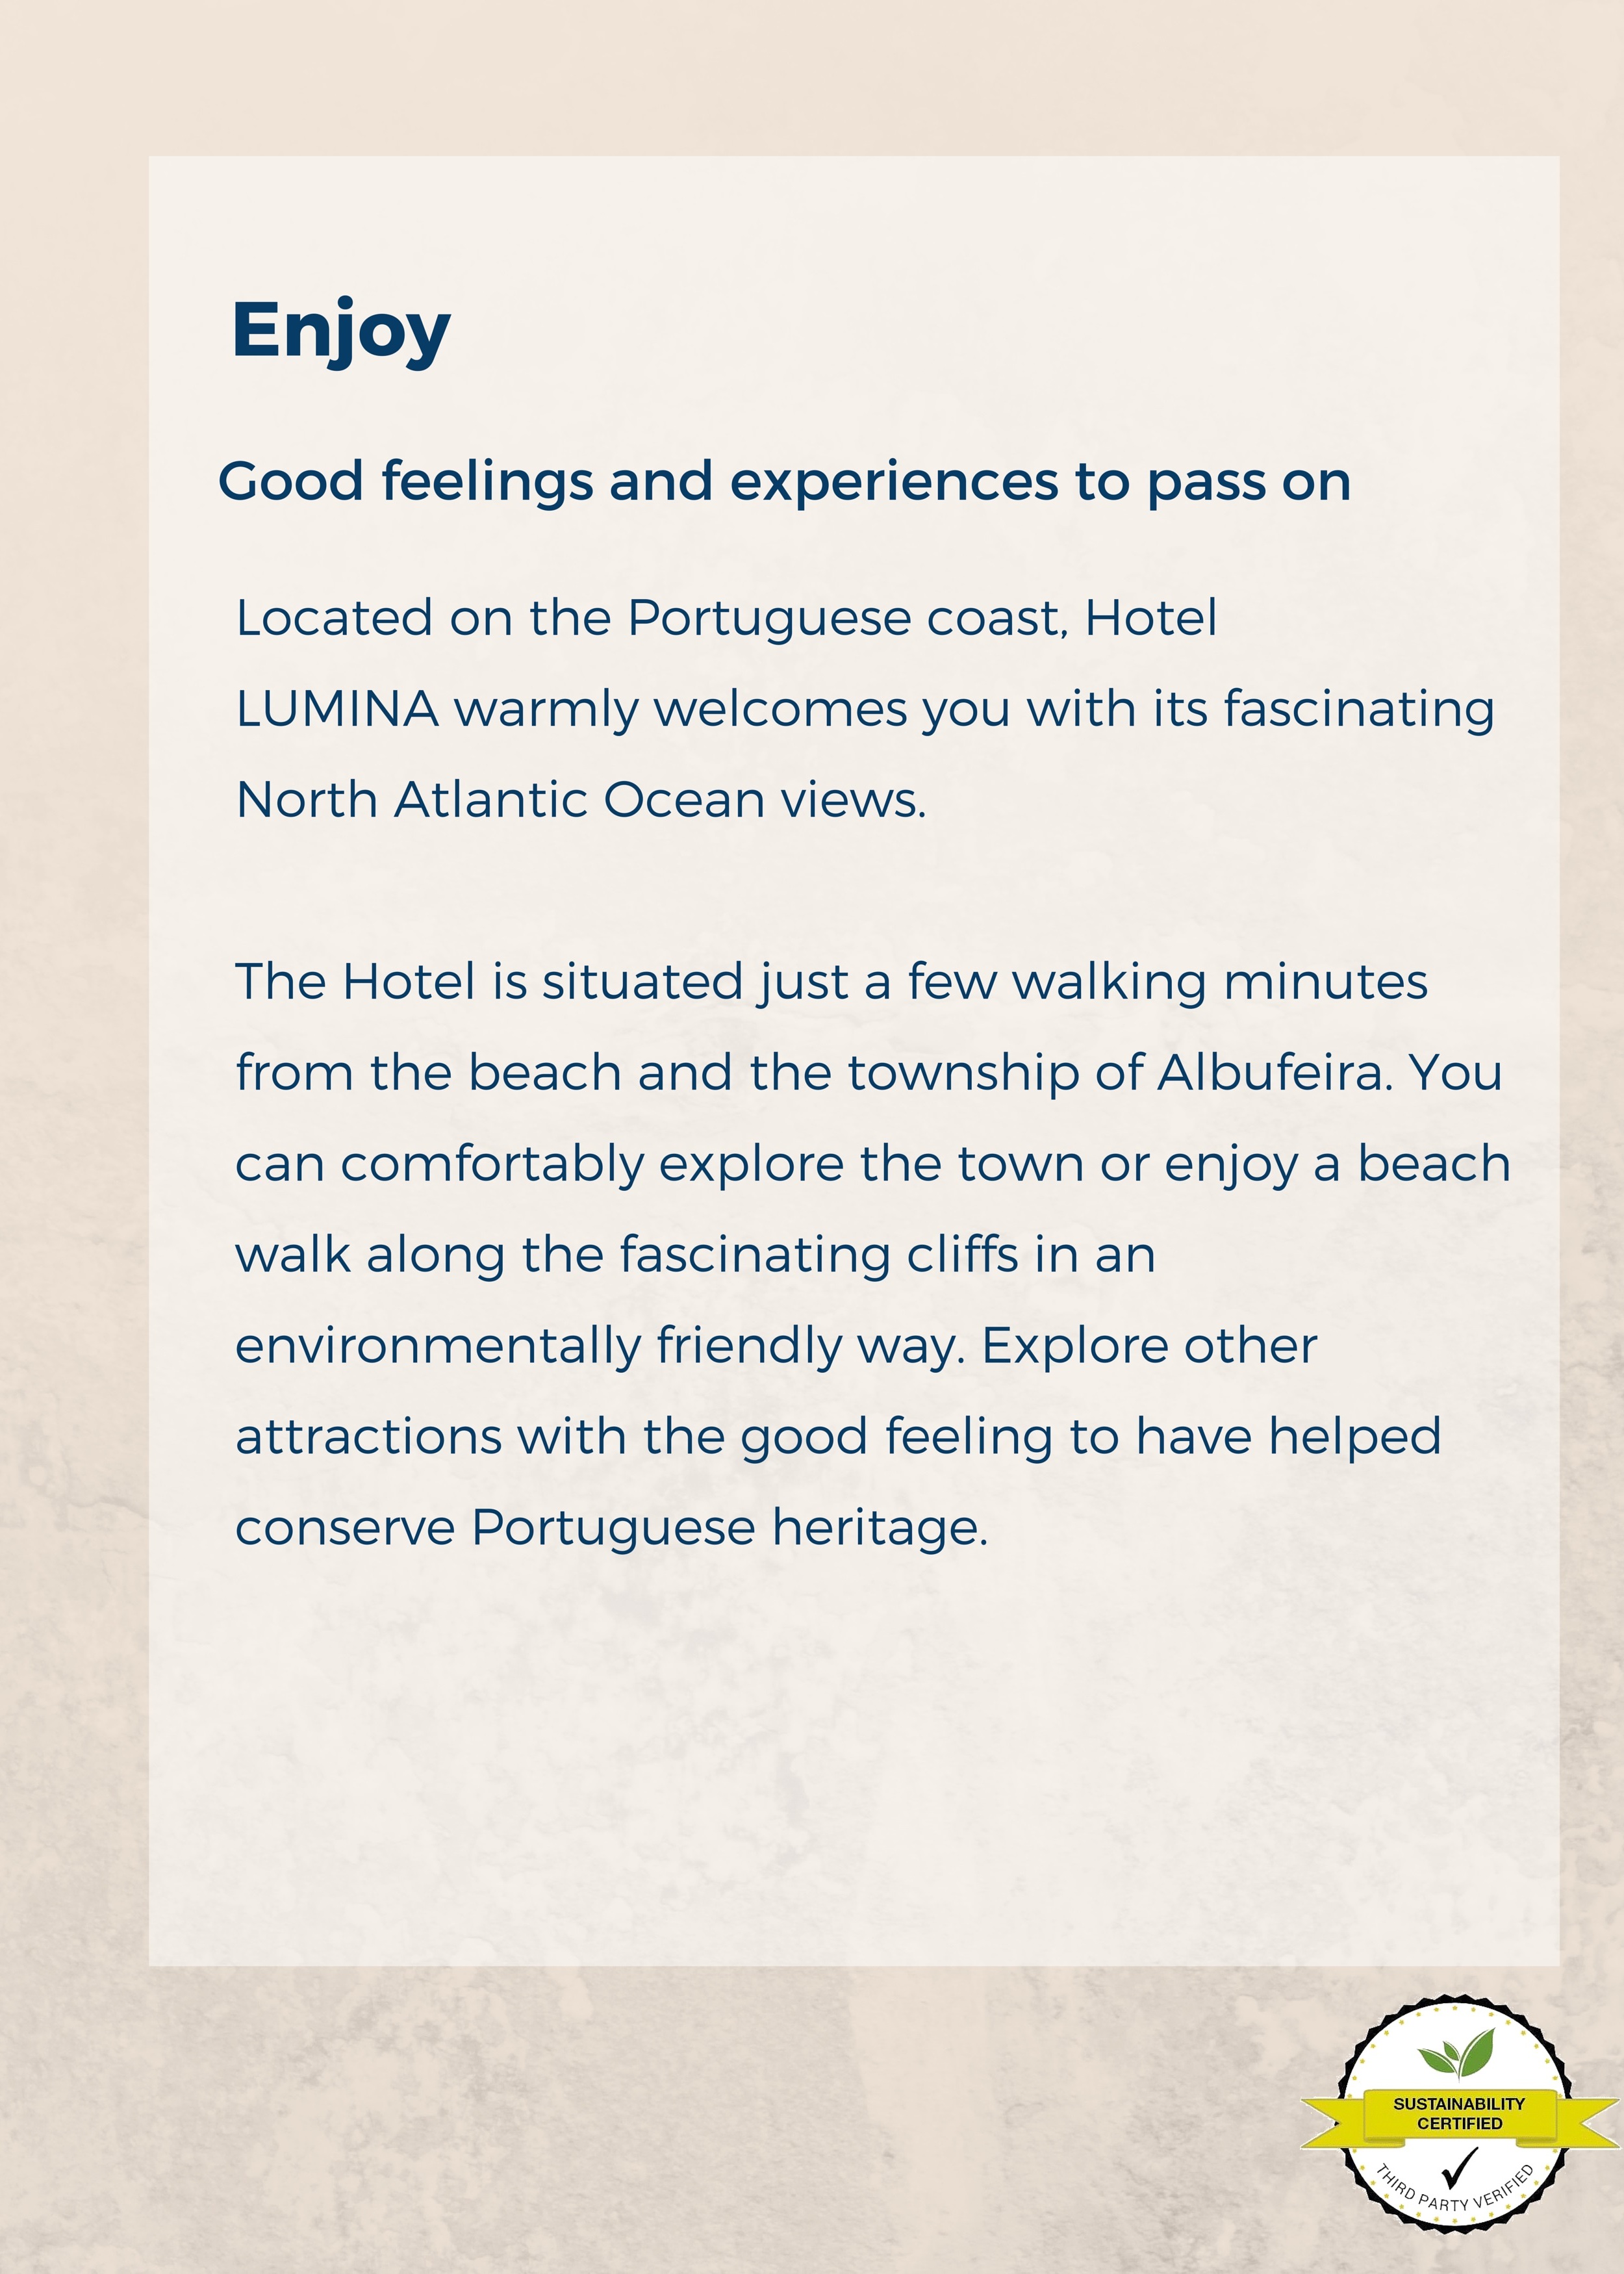 Enjoy
Good feelings and experiences to pass on
Located on the Portuguese coast, Hotel
LUMINA warmly welcomes you with its fascinating
North Atlantic Ocean views.
The Hotel is situated just a few walking minutes
from the beach and the township of Albufeira. You
can comfortably explore the town or enjoy a beach
walk along the fascinating cliffs in an
environmentally friendly way. Explore other
attractions with the good feeling to have helped
conserve Portuguese heritage.
SUSTAINABILITY
CERTIFIED
THIRD PARTY VERIFIED